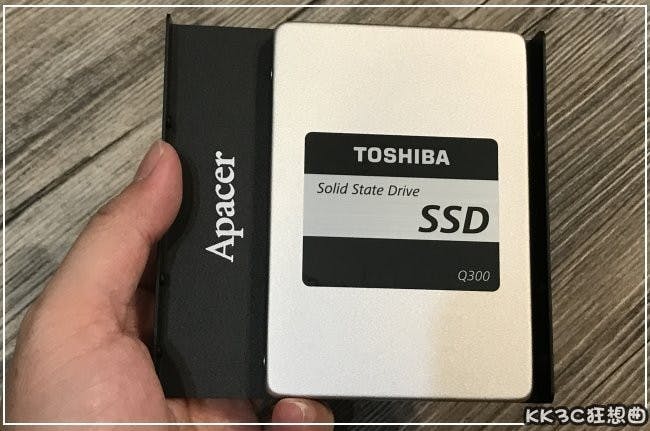 Apacer
TOSHIBA
Solid State Drive
SSD
Q300
KK3C狂想曲